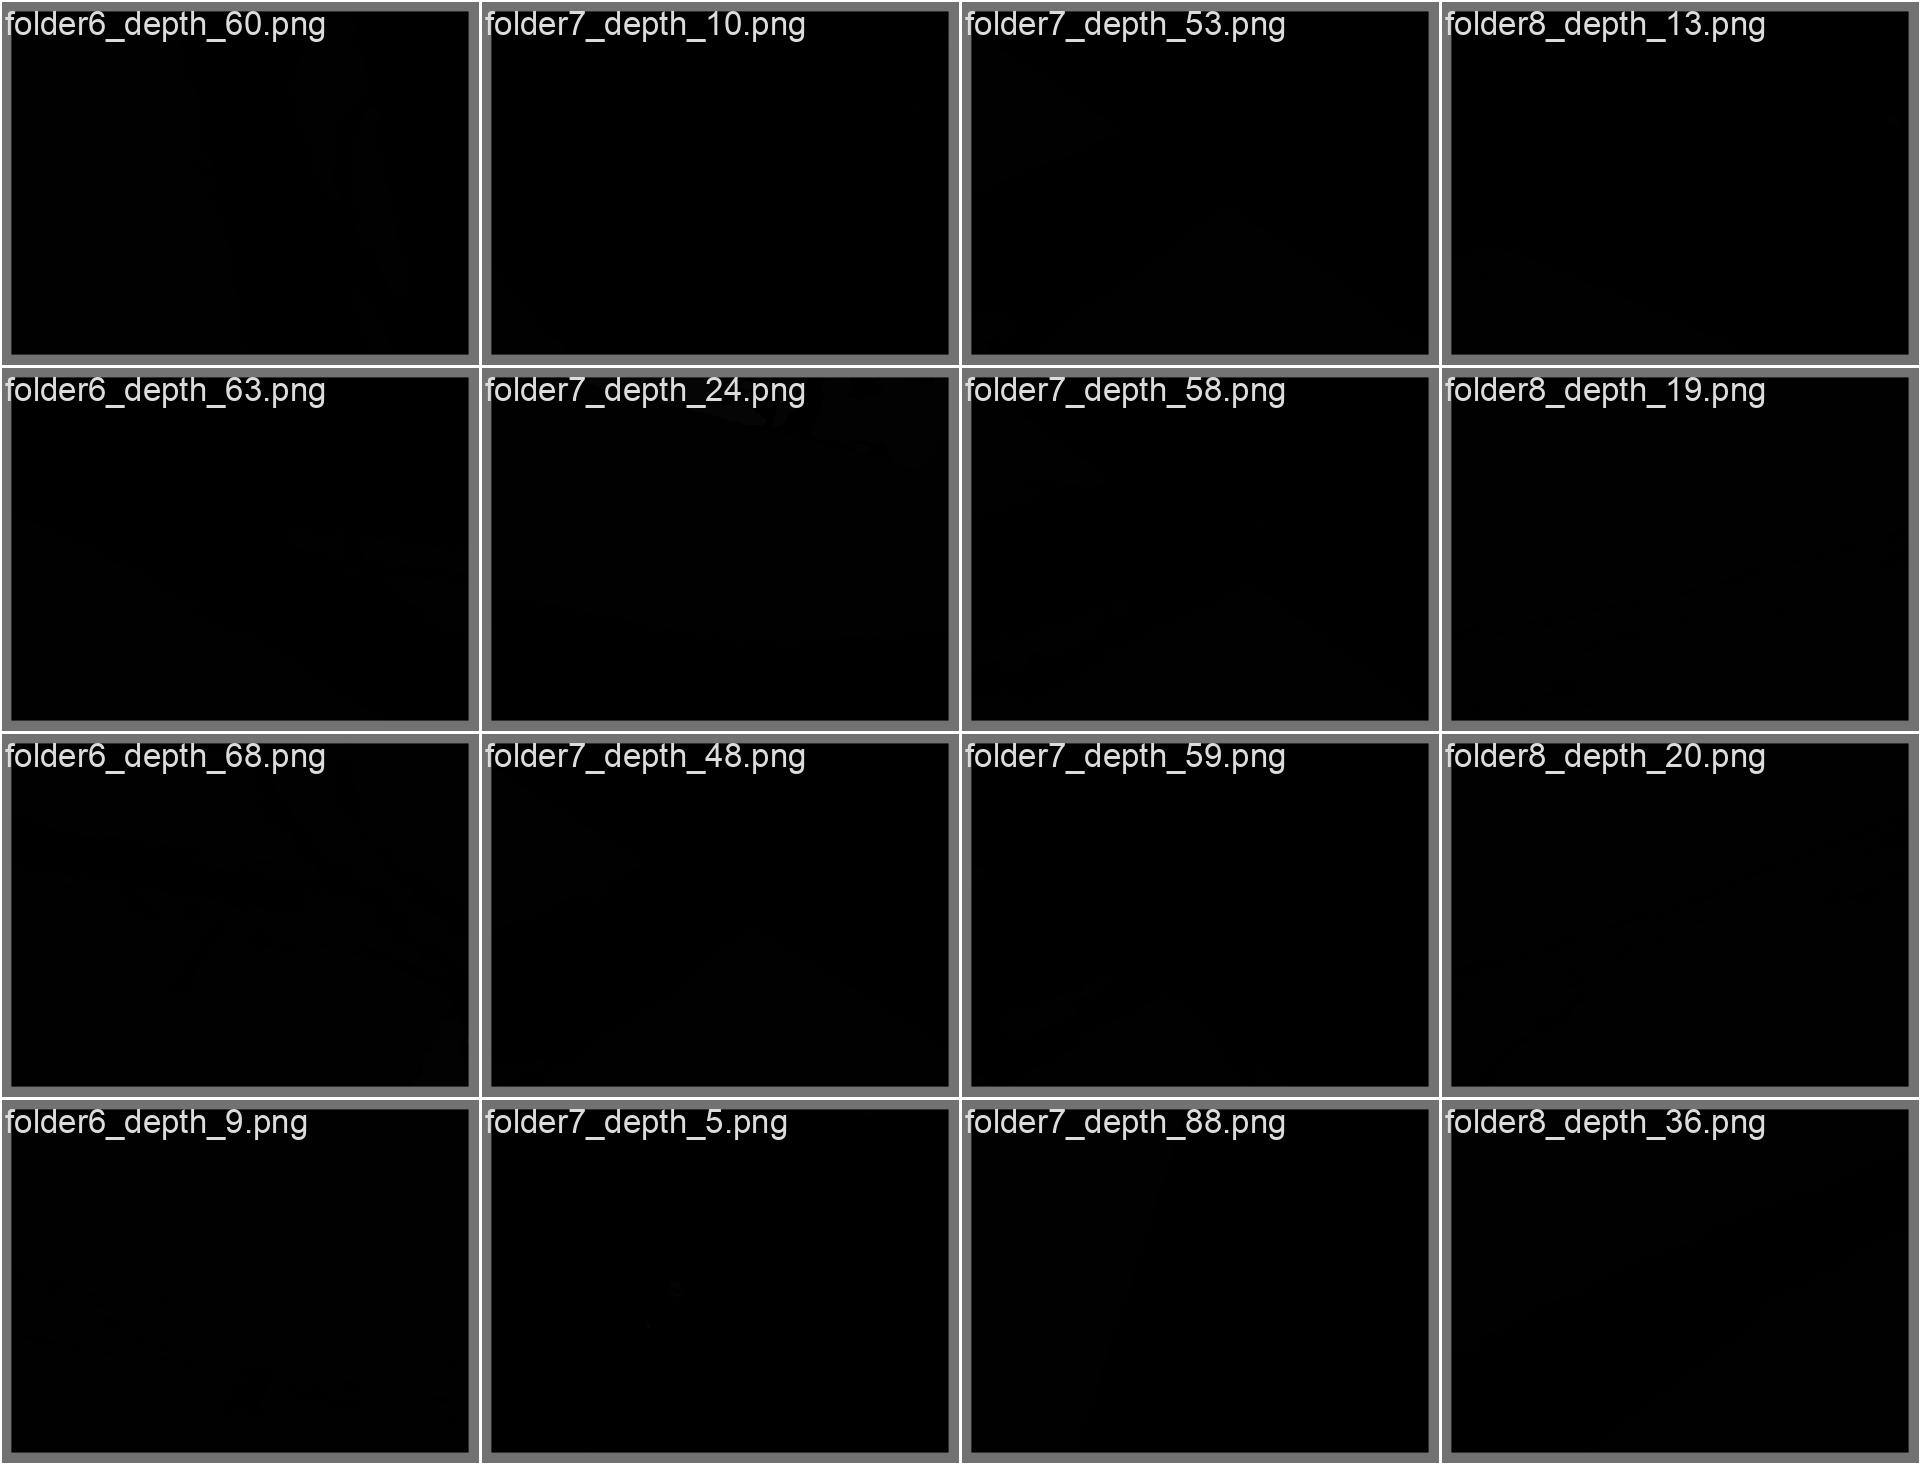 folder6_depth_60.png
folder7_depth_10.png
folder7_depth_53.png
folder8_depth_13.png
folder6_depth_63.png
folder7_depth_24.png
folder7_depth_58.png
folder8_depth_19.png
folder6_depth_68.png
folder7_depth_48.png
folder7_depth_59.png
folder8_depth_20.png
folder6_depth_9.png
folder7_depth_5.png
folder7_depth_88.png
folder8_depth_36.png